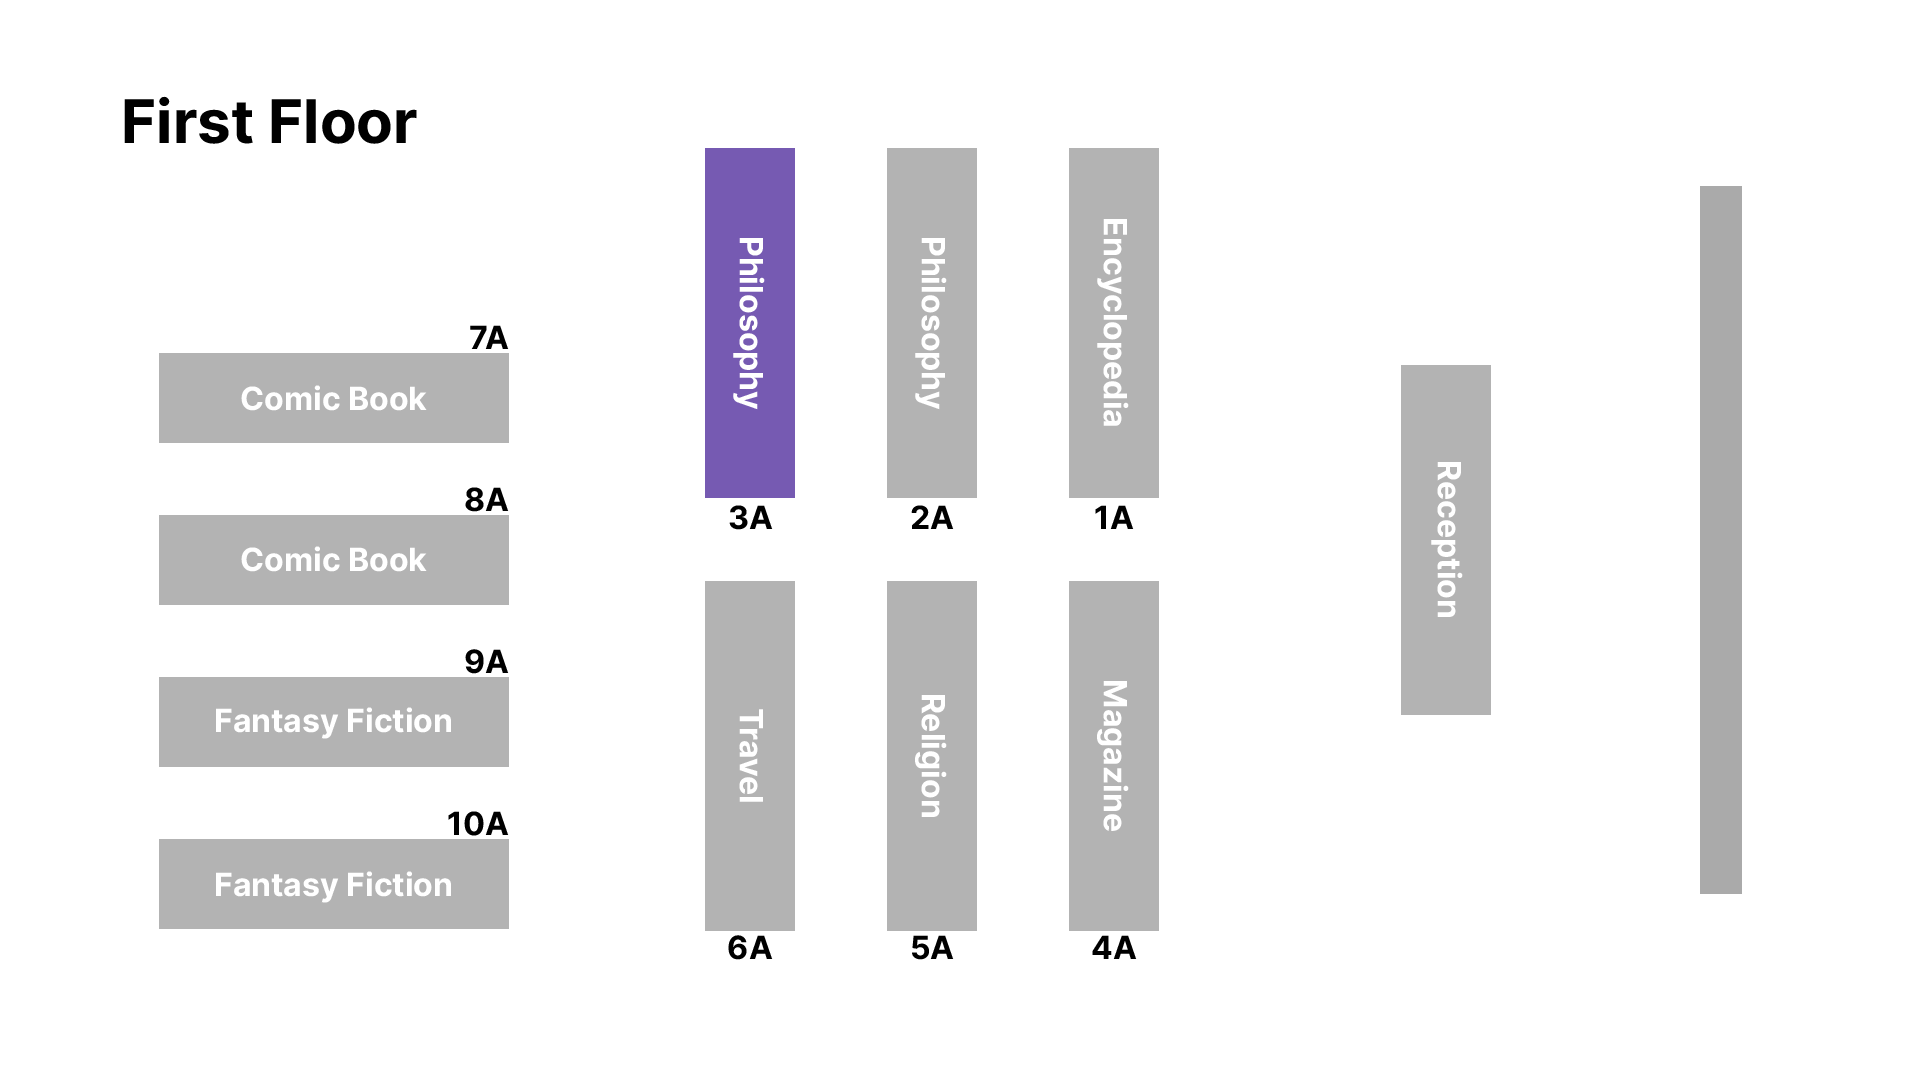 First Floor
7A
Comic Book
8A
Comic Book
9A
Fantasy Fiction
10A
Fantasy Fiction
Philosophy
3A
Philosophy
2A
Encyclopedia
1A
Travel
6A
Religion
5A
Magazine
4A
Reception